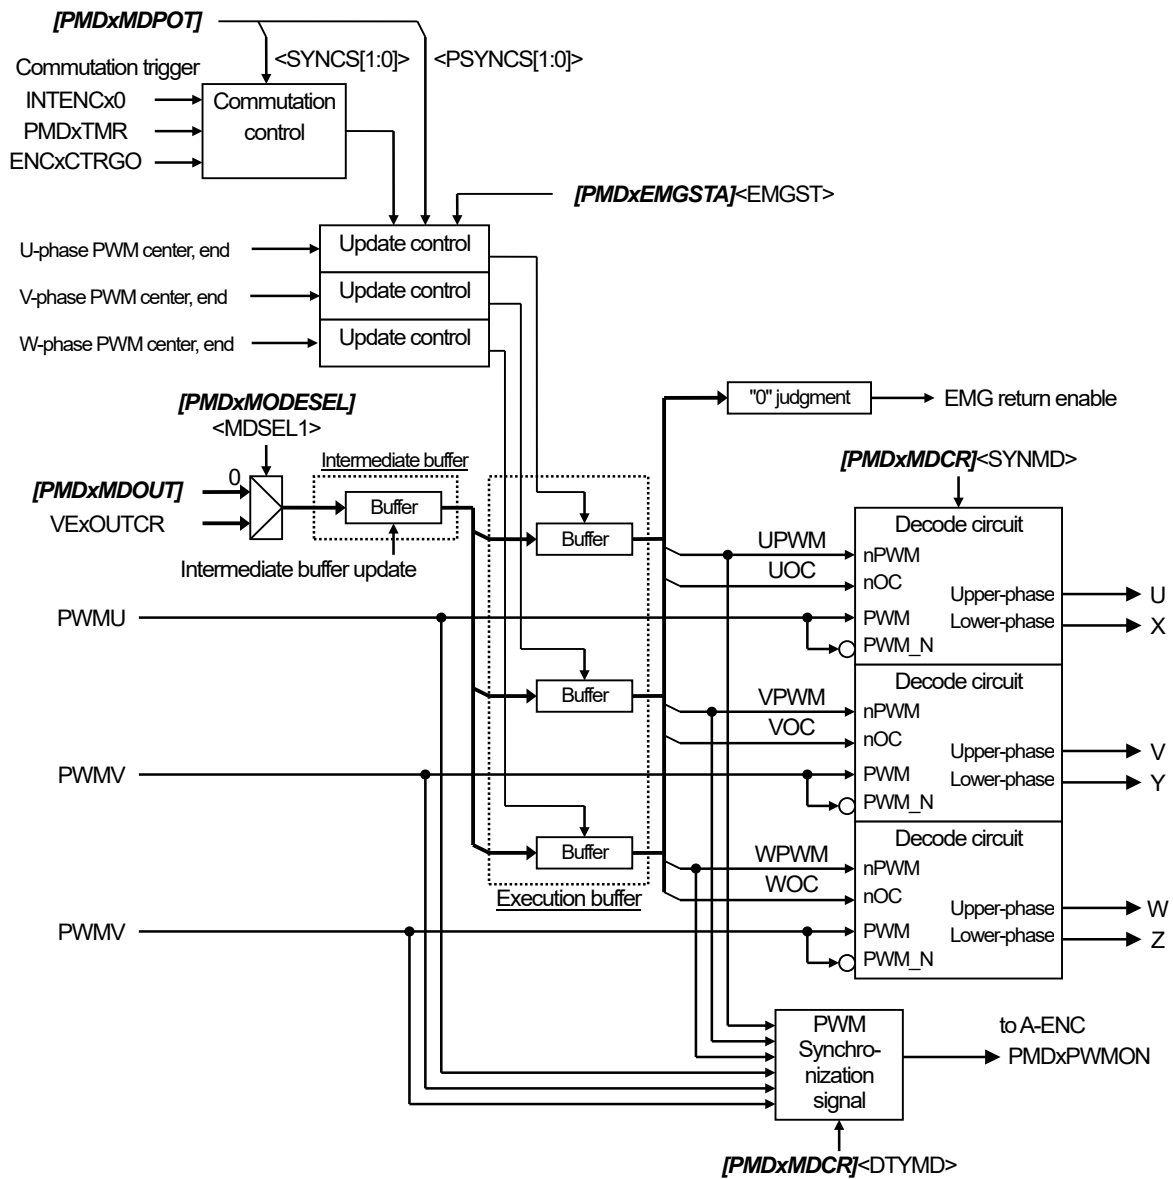 [PMDxMDPOT]
<SYNCS[1:0]>
<PSYNCS[1:0]>
Commutation trigger
INTENCx0
PMDxTMR
ENCxCTRGO
Commutation
control
[PMDxEMGSTA]<EMGST>
U-phase PWM center, end
Update control
V-phase PWM center, end
Update control
W-phase PWM center, end
Update control
[PMDxMODESEL]
<MDSEL1>
"0" judgment
EMG return enable
Intermediate buffer
[PMDxMDCR]<SYNMD>
0
[PMDxMDOUT]
VExOUTCR
Buffer
Intermediate buffer update
Buffer
UPWM
UOC
Decode circuit
nPWM
nOC
Upper-phase
U
PWMU
PWM
Lower-phase
X
PWM_N
Buffer
VPWM
VOC
Decode circuit
nPWM
nOC
Upper-phase
V
PWMV
PWM
Lower-phase
Y
PWM_N
Buffer
WPWM
WOC
Decode circuit
nPWM
nOC
Execution buffer
Upper-phase
W
PWMV
PWM
Lower-phase
Z
PWM_N
PWM
Synchro-
nization
signal
to A-ENC
PMDxPWMON
[PMDxMDCR]<DTYMD>